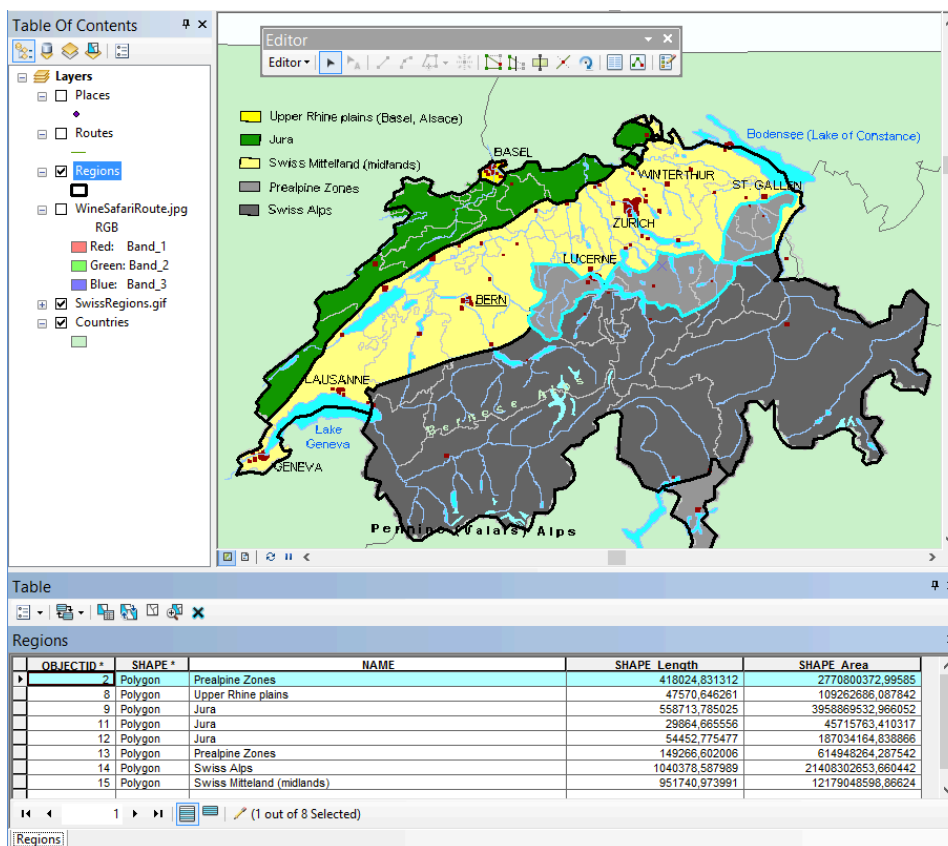 Table Of Contents
Layers
Places
Routes
Regions
WineSafariRoute.jpg
RGB
Red: Band_1
Green: Band_2
Blue: Band_3
SwissRegions.gif
Countries
Editor
Editor
Upper Rhine plains (Basel, Alsace)
Jura
Swiss Mittelland (midlands)
Prealpine Zones
Swiss Alps
Bodensee (Lake of Constance)
BASEL
WINTERTHUR
ST. GALLEN
ZURICH
LUCERNE
BERN
LAUSANNE
Bernese Alps
Lake
Geneva
GENEVA
Pennine (Valais) Alps
Table
Regions
OBJECTID * SHAPE * NAME SHAPE_Length SHAPE_Area
2 Polygon Prealpine Zones 418024,831312 2770800372,99585
8 Polygon Upper Rhine plains 47570,646261 109262686,087842
9 Polygon Jura 558713,785025 3958869532,966052
11 Polygon Jura 29864,665556 45715763,410317
12 Polygon Jura 54452,775477 187034164,838866
13 Polygon Prealpine Zones 149266,602006 614948264,287542
14 Polygon Swiss Alps 1040378,587989 21408302653,660442
15 Polygon Swiss Mitteland (midlands) 951740,973991 12179048598,86624
1 (1 out of 8 Selected)
Regions